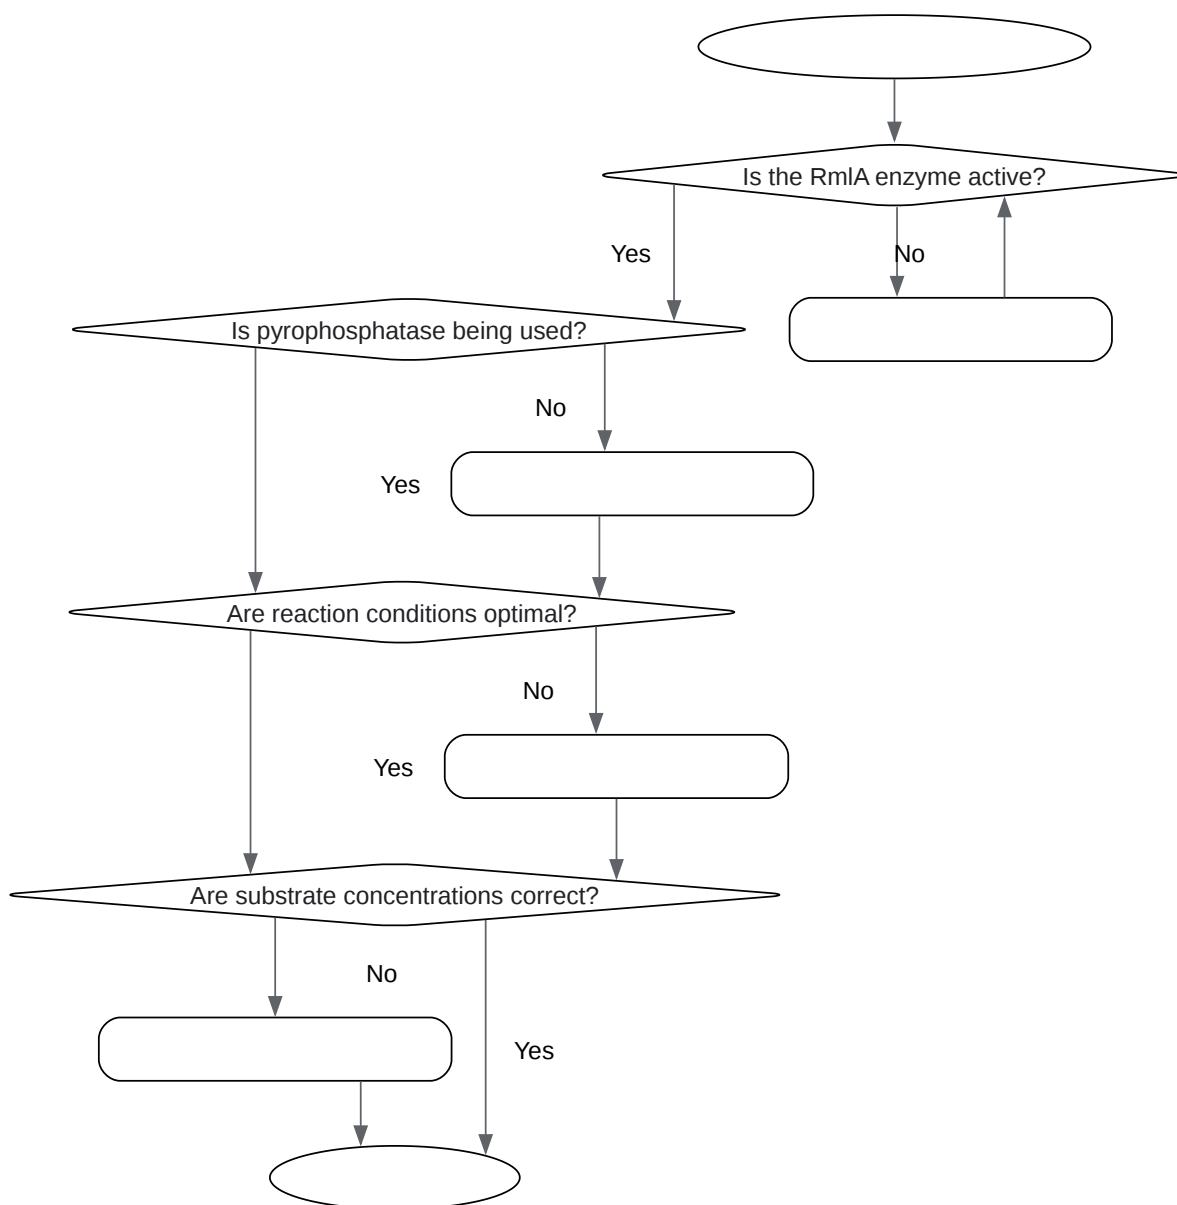 Is the RmlA enzyme active?
Yes
No
Is pyrophosphatase being used?
No
Yes
Are reaction conditions optimal?
No
Yes
Are substrate concentrations correct?
No
Yes